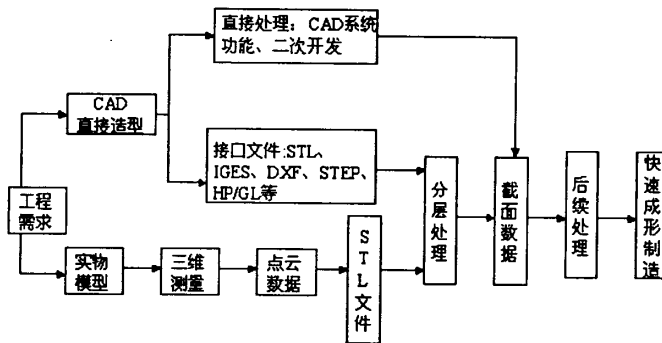 直接处理：CAD系统
功能、二次开发
CAD
直接造型
接口文件:STL、
IGES、DXF、STEP、
HP/GL等
工程
需求
实物
模型
三维
测量
点云
数据
STL文件
分层处理
截面数据
后续处理
快速成形制造